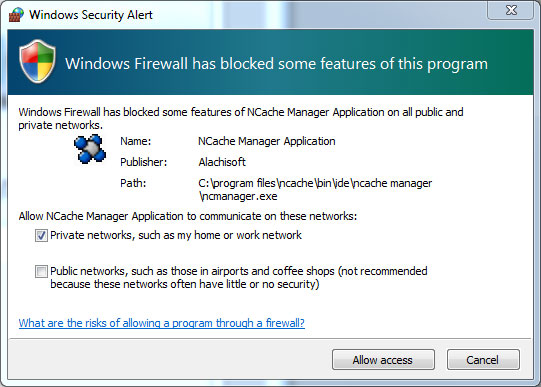 Windows Security Alert
Windows Firewall has blocked some features of this program
Windows Firewall has blocked some features of NCache Manager Application on all public and
private networks.
Name: NCache Manager Application
Publisher: Alachisoft
Path: C:\program files\ncache\bin\ide\ncache manager
\ncmanager.exe
Allow NCache Manager Application to communicate on these networks:
Private networks, such as my home or work network
Public networks, such as those in airports and coffee shops (not recommended
because these networks often have little or no security)
What are the risks of allowing a program through a firewall?
Allow access Cancel